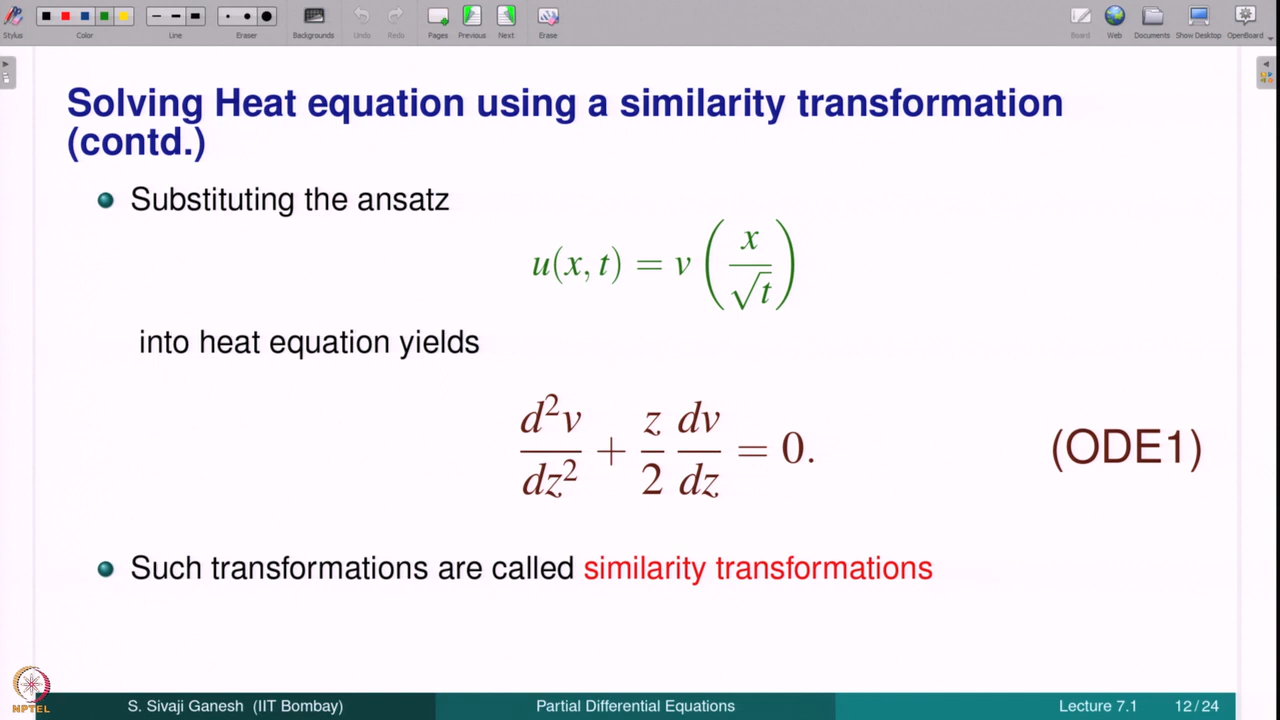 Stylus Color Line Eraser Backgrounds Undo Redo Pages Previous Next Erase Board Web Documents Show Desktop OpenBoard
Solving Heat equation using a similarity transformation
(contd.)
Substituting the ansatz
u(x, t) = v(x/√t)
into heat equation yields
d²v/dz² + z/2 dv/dz = 0. (ODE1)
Such transformations are called similarity transformations
NPTEL
S. Sivaji Ganesh (IIT Bombay) Partial Differential Equations Lecture 7.1 12 / 24